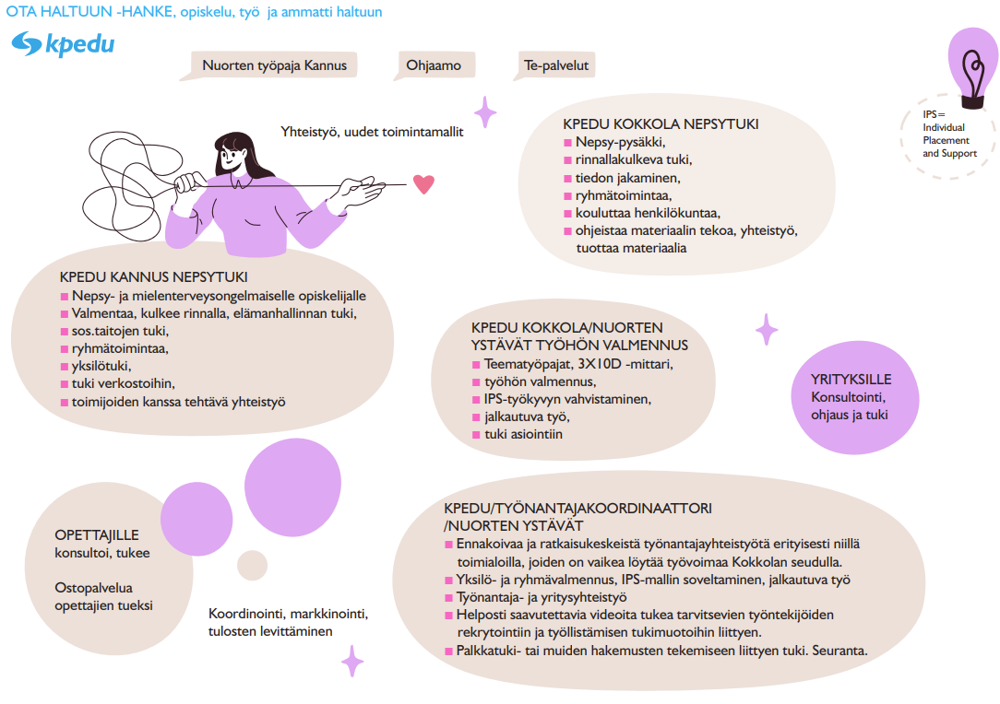 OTA HALTUUN -HANKE, opiskelu, työ ja ammatti haltuun
kpedu
Nuorten työpaja Kannus
Ohjaamo
Te-palvelut
IPS=
Individual
Placement
and Support
Yhteistyö, uudet toimintamallit
KPEDU KOKKOLA NEPSYTUKI
Nepsy-pysäkki,
rinnallakulkeva tuki,
tiedon jakaminen,
ryhmätoimintaa,
kouluttaa henkilökuntaa,
ohjeistaa materiaalin tekoa, yhteistyö,
tuottaa materiaalia
KPEDU KANNUS NEPSYTUKI
Nepsy- ja mielenterveysongelmaiselle opiskelijalle
Valmentaa, kulkee rinnalla, elämänhallinnan tuki,
sos.taitojen tuki,
ryhmätoimintaa,
yksilötuki,
tuki verkostoihin,
toimijoiden kanssa tehtävä yhteistyö
KPEDU KOKKOLA/NUORTEN
YSTÄVÄT TYÖHÖN VALMENNUS
Teematyöpajat, 3X10D -mittari,
työhön valmennus,
IPS-työkyvyn vahvistaminen,
jalkautuva työ,
tuki asiointiin
YRITYKSILLE
Konsultointi,
ohjaus ja tuki
OPETTAJILLE
konsultoi, tukee
Ostopalvelua
opettajien tueksi
Koordinointi, markkinointi,
tulosten levittäminen
KPEDU/TYÖNANTAJAKOORDINAATTORI
/NUORTEN YSTÄVÄT
Ennakoivaa ja ratkaisukeskeistä työnantajayhteistyötä erityisesti niillä
toimialoilla, joiden on vaikea löytää työvoimaa Kokkolan seudulla.
Yksilö- ja ryhmävalmennus, IPS-mallin soveltaminen, jalkautuva työ
Työnantaja- ja yritysyhteistyö
Helposti saavutettavia videoita tukea tarvitsevien työntekijöiden
rekrytointiin ja työllistämisen tukimuotoihin liittyen.
Palkkatuki- tai muiden hakemusten tekemiseen liittyen tuki. Seuranta.